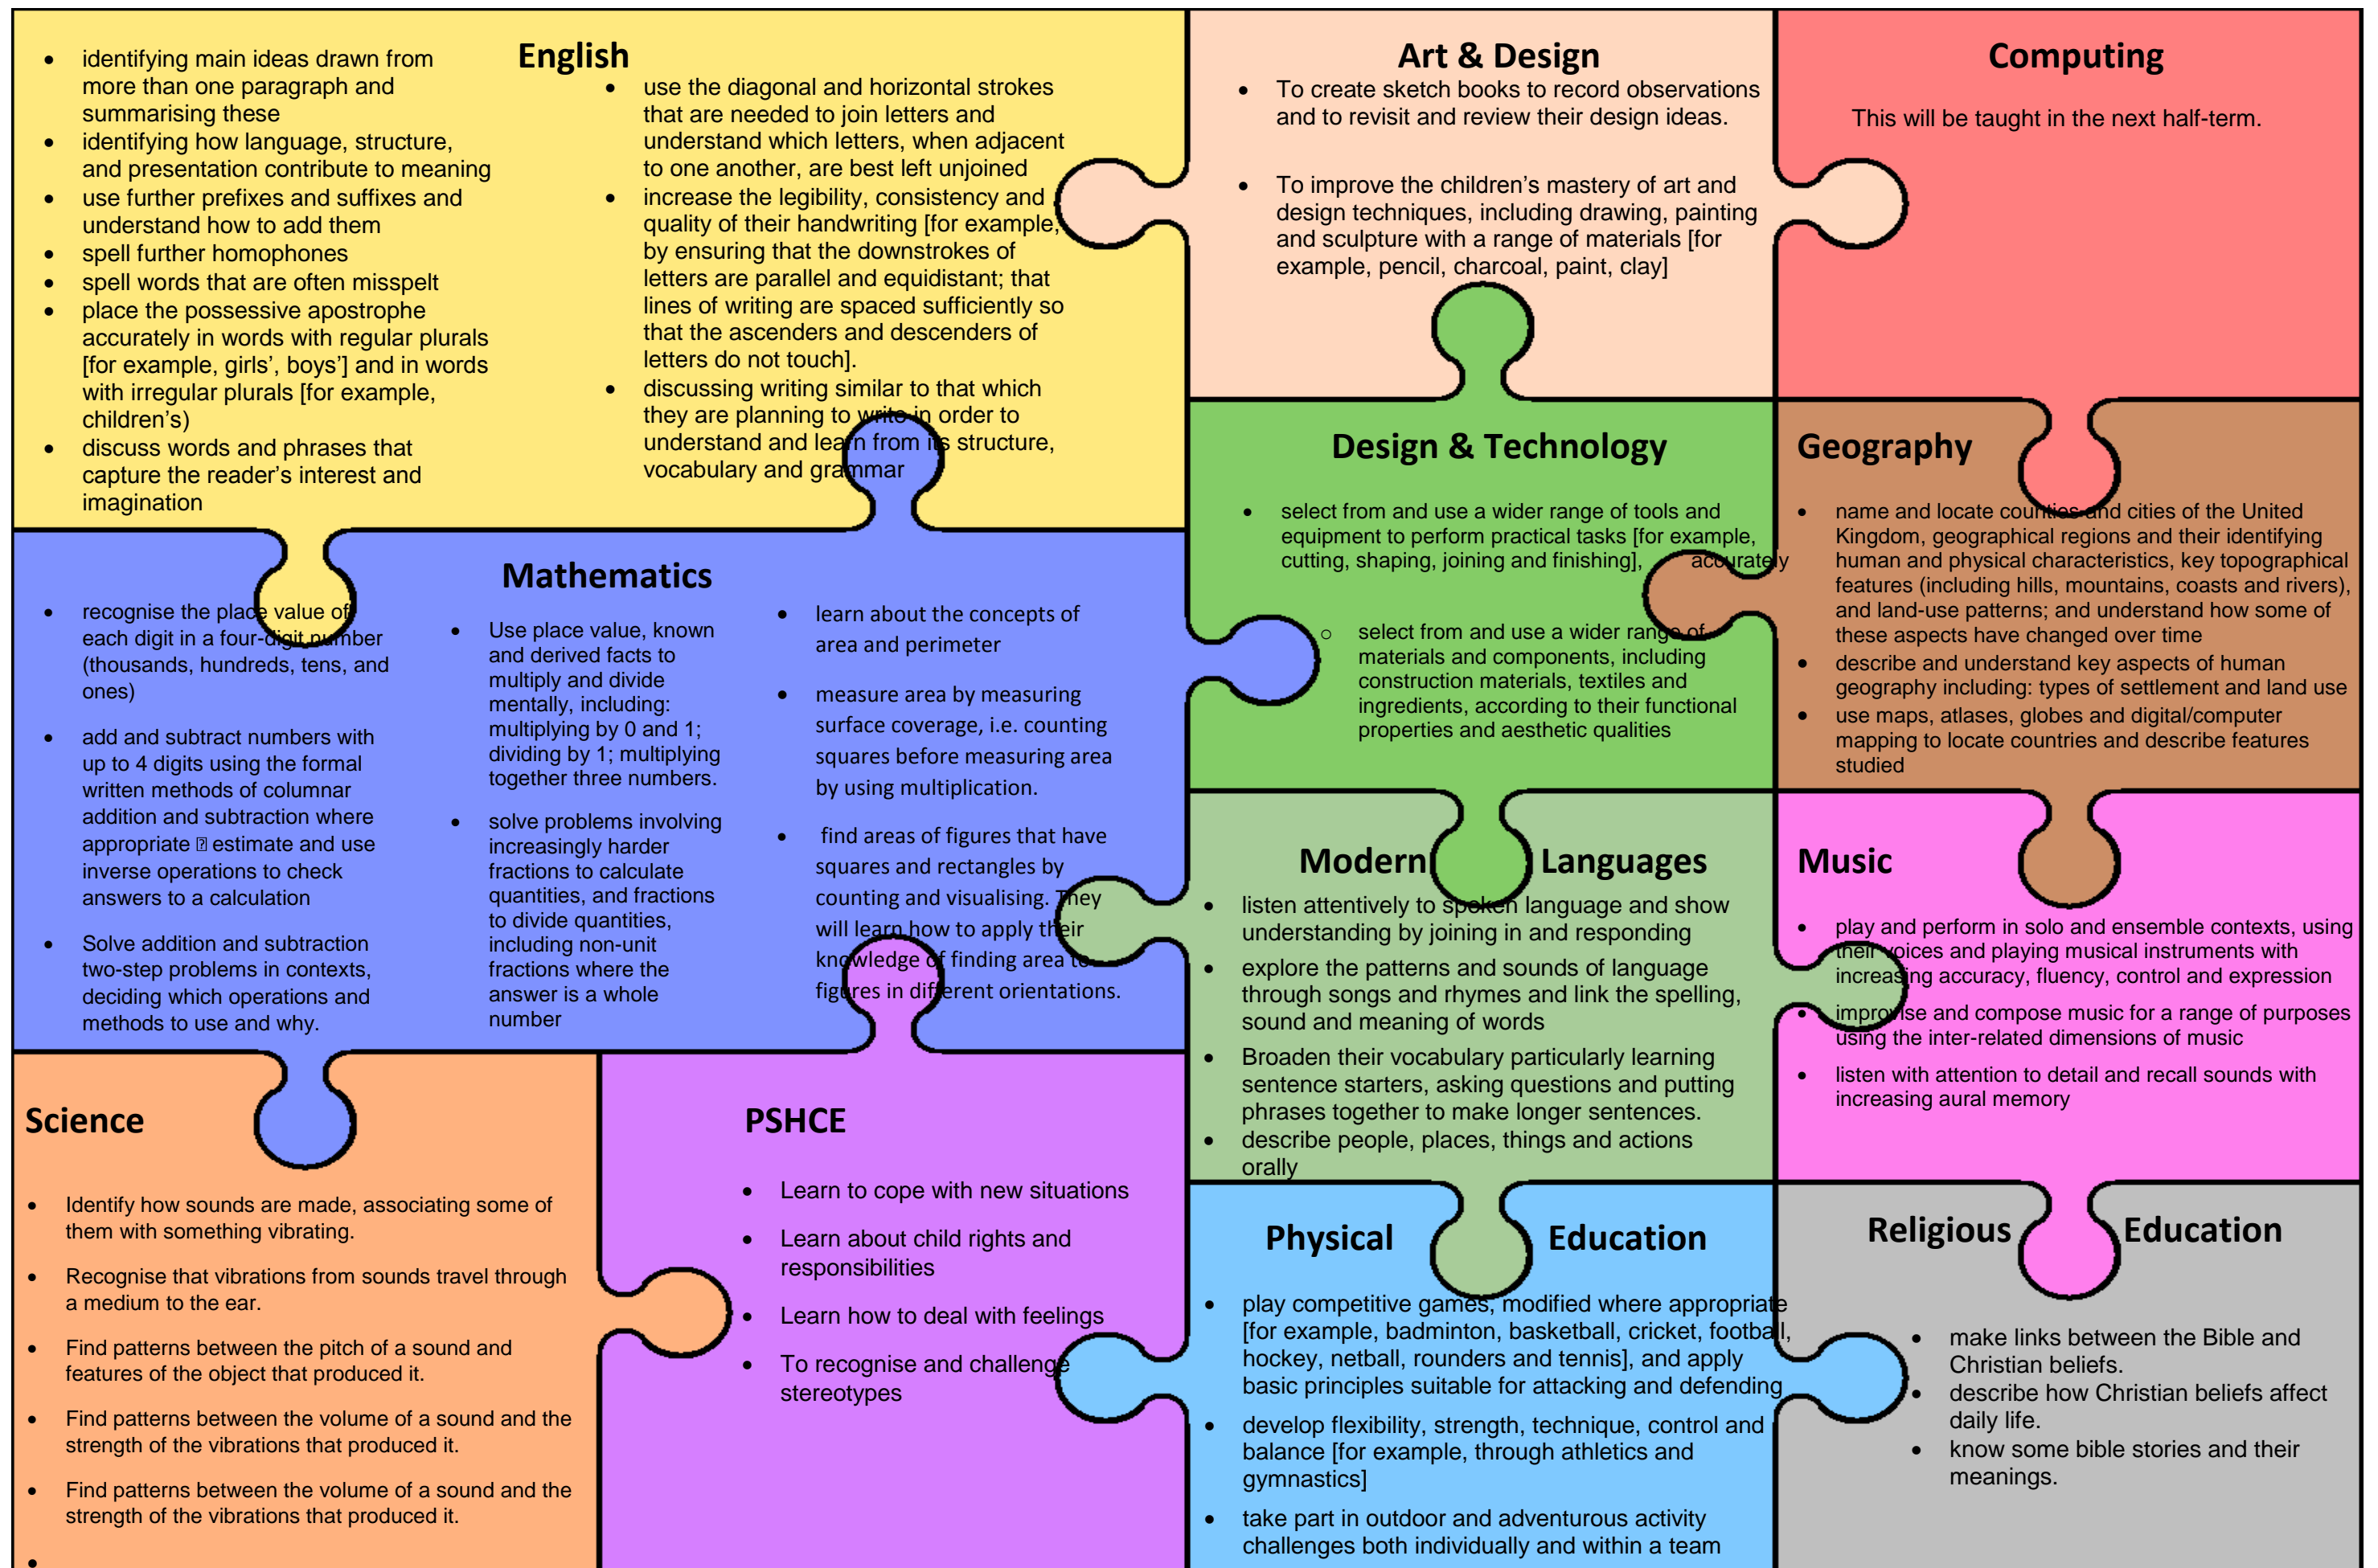 English
identifying main ideas drawn from
more than one paragraph and
summarising these
identifying how language, structure,
and presentation contribute to meaning
use further prefixes and suffixes and
understand how to add them
spell further homophones
spell words that are often misspelt
place the possessive apostrophe
accurately in words with regular plurals
[for example, girls', boys'] and in words
with irregular plurals [for example,
children's)
discuss words and phrases that
capture the reader's interest and
imagination
use the diagonal and horizontal strokes
that are needed to join letters and
understand which letters, when adjacent
to one another, are best left unjoined
increase the legibility, consistency and
quality of their handwriting [for example,
by ensuring that the downstrokes of
letters are parallel and equidistant; that
lines of writing are spaced sufficiently so
that the ascenders and descenders of
letters do not touch].
discussing writing similar to that which
they are planning to write in order to
understand and learn from its structure,
vocabulary and grammar
Art & Design
To create sketch books to record observations
and to revisit and review their design ideas.
To improve the children's mastery of art and
design techniques, including drawing, painting
and sculpture with a range of materials [for
example, pencil, charcoal, paint, clay]
Computing
This will be taught in the next half-term.
Design & Technology
select from and use a wider range of tools and
equipment to perform practical tasks [for example,
cutting, shaping, joining and finishing], accurately
select from and use a wider range of
materials and components, including
construction materials, textiles and
ingredients, according to their functional
properties and aesthetic qualities
Geography
name and locate counties and cities of the United
Kingdom, geographical regions and their identifying
human and physical characteristics, key topographical
features (including hills, mountains, coasts and rivers),
and land-use patterns; and understand how some of
these aspects have changed over time
describe and understand key aspects of human
geography including: types of settlement and land use
use maps, atlases, globes and digital/computer
mapping to locate countries and describe features
studied
Mathematics
recognise the place value of
each digit in a four-digit number
(thousands, hundreds, tens, and
ones)
add and subtract numbers with
up to 4 digits using the formal
written methods of columnar
addition and subtraction where
appropriate estimate and use
inverse operations to check
answers to a calculation
Solve addition and subtraction
two-step problems in contexts,
deciding which operations and
methods to use and why.
Use place value, known
and derived facts to
multiply and divide
mentally, including:
multiplying by 0 and 1;
dividing by 1; multiplying
together three numbers.
solve problems involving
increasingly harder
fractions to calculate
quantities, and fractions
to divide quantities,
including non-unit
fractions where the
answer is a whole
number
learn about the concepts of
area and perimeter
measure area by measuring
surface coverage, i.e. counting
squares before measuring area
by using multiplication.
find areas of figures that have
squares and rectangles by
counting and visualising. They
will learn how to apply their
knowledge of finding area to
figures in different orientations.
Modern Languages
listen attentively to spoken language and show
understanding by joining in and responding
explore the patterns and sounds of language
through songs and rhymes and link the spelling,
sound and meaning of words
Broaden their vocabulary particularly learning
sentence starters, asking questions and putting
phrases together to make longer sentences.
describe people, places, things and actions
orally
Music
play and perform in solo and ensemble contexts, using
their voices and playing musical instruments with
increasing accuracy, fluency, control and expression
improvise and compose music for a range of purposes
using the inter-related dimensions of music
listen with attention to detail and recall sounds with
increasing aural memory
Science
Identify how sounds are made, associating some of
them with something vibrating.
Recognise that vibrations from sounds travel through
a medium to the ear.
Find patterns between the pitch of a sound and
features of the object that produced it.
Find patterns between the volume of a sound and the
strength of the vibrations that produced it.
Find patterns between the volume of a sound and the
strength of the vibrations that produced it.
PSHCE
Learn to cope with new situations
Learn about child rights and
responsibilities
Learn how to deal with feelings
To recognise and challenge
stereotypes
Physical Education
play competitive games, modified where appropriate
[for example, badminton, basketball, cricket, football,
hockey, netball, rounders and tennis], and apply
basic principles suitable for attacking and defending
develop flexibility, strength, technique, control and
balance [for example, through athletics and
gymnastics]
take part in outdoor and adventurous activity
challenges both individually and within a team
Religious Education
make links between the Bible and
Christian beliefs.
describe how Christian beliefs affect
daily life.
know some bible stories and their
meanings.